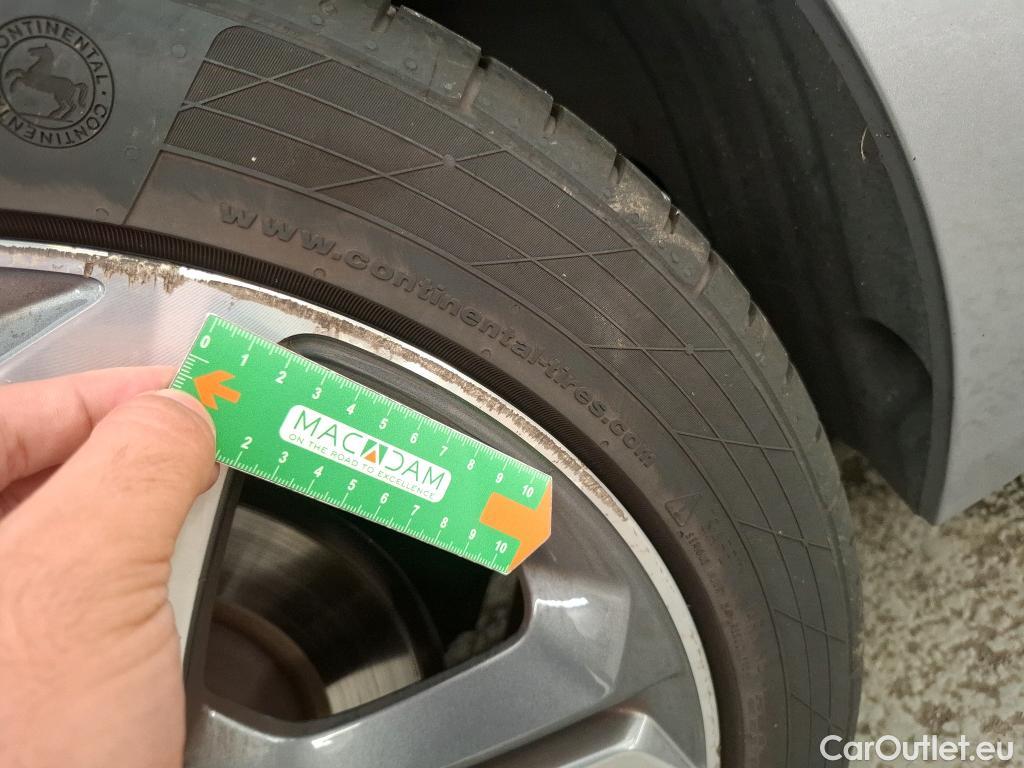 CONTINENTAL · CONTINENTAL
www.continental-tires.com
0 1 2 3 4 5 6 7 8 9 10
MACADAM
ON THE ROAD TO EXCELLENCE
2 3 4 5 6 7 8 9 10
CarOutlet.eu